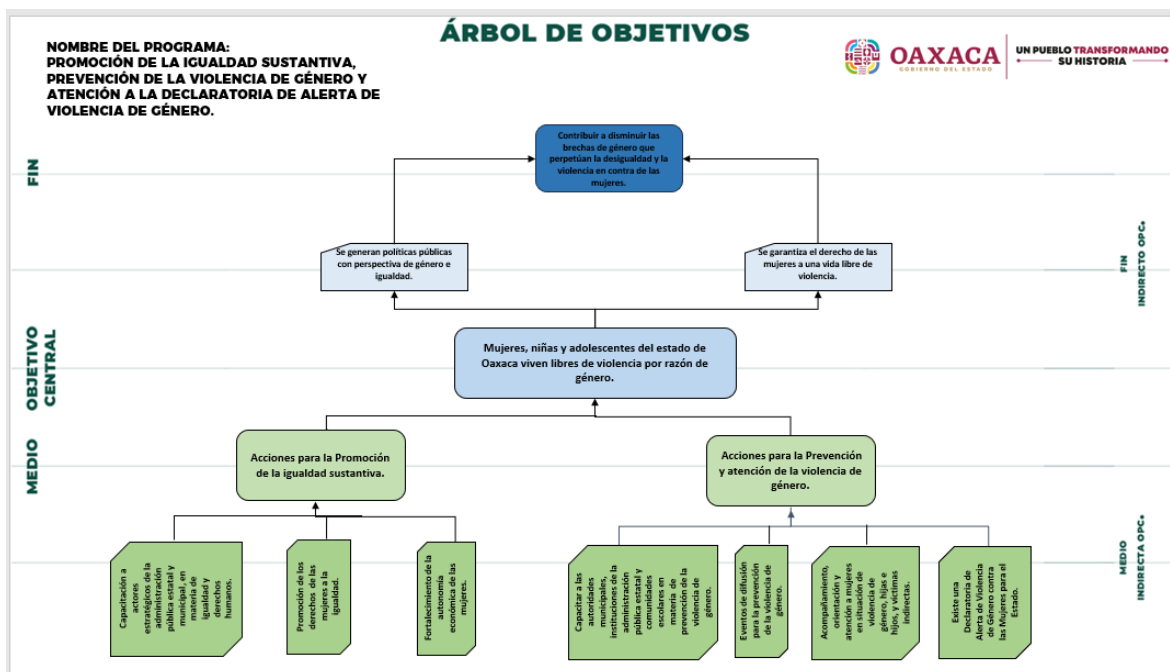 ÁRBOL DE OBJETIVOS
NOMBRE DEL PROGRAMA:
PROMOCIÓN DE LA IGUALDAD SUSTANTIVA,
PREVENCIÓN DE LA VIOLENCIA DE GÉNERO Y
ATENCIÓN A LA DECLARATORIA DE ALERTA DE
VIOLENCIA DE GÉNERO.
OAXACA
GOBIERNO DEL ESTADO
UN PUEBLO TRANSFORMANDO
SU HISTORIA
FIN
Contribuir a disminuir las
brechas de género que
perpetúan la desigualdad y la
violencia en contra de las
mujeres.
Se generan políticas públicas
con perspectiva de género e
igualdad.
Se garantiza el derecho de las
mujeres a una vida libre de
violencia.
FIN
INDIRECTO OPC.
OBJETIVO
CENTRAL
Mujeres, niñas y adolescentes del estado de
Oaxaca viven libres de violencia por razón de
género.
MEDIO
Acciones para la Promoción
de la igualdad sustantiva.
Acciones para la Prevención
y atención de la violencia de
género.
MEDIO
INDIRECTA OPC.
Capacitación a
actores
estratégicos de la
administración
pública estatal y
municipal, en
materia de
igualdad y
derechos
humanos.
Promoción de los
derechos de las
mujeres a la
igualdad.
Fortalecimiento de la
autonomía
económica de las
mujeres.
Capacitar a las
autoridades
municipales,
instituciones de la
administración
pública estatal y
comunidades
escolares en
materia de
prevención de la
violencia de
género.
Eventos de difusión
para la prevención
de la violencia de
género.
Acompañamiento,
orientación y
atención a mujeres
en situación de
violencia de
género, hijas e
hijos, y víctimas
indirectas.
Existe una
Declaratoria de
Alerta de Violencia
de Género contra
las Mujeres para el
Estado.